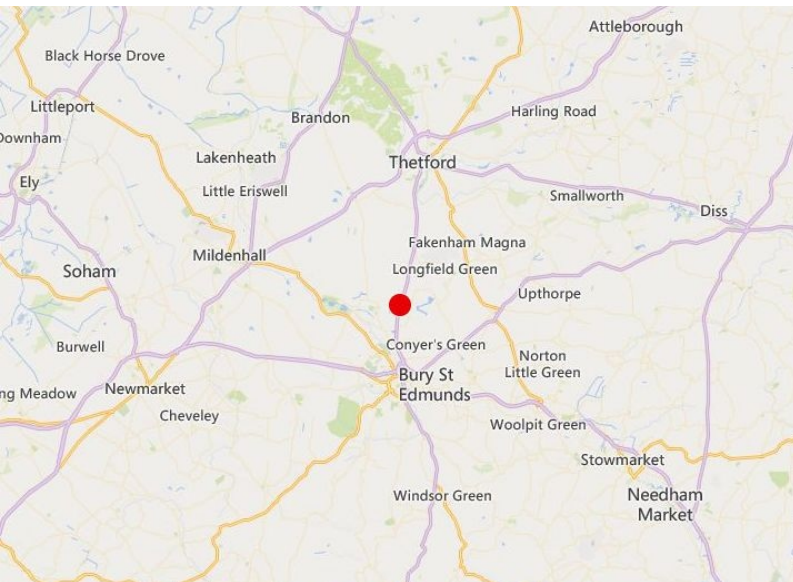 Attleborough
Black Horse Drove
Littleport
Harling Road
Brandon
Downham
Lakenheath
Thetford
Ely
Little Eriswell
Smallworth
Diss
Fakenham Magna
Mildenhall
Longfield Green
Soham
Upthorpe
Burwell
Conyer's Green
Norton
Little Green
Bury St
Edmunds
ng Meadow
Newmarket
Cheveley
Woolpit Green
Stowmarket
Windsor Green
Needham
Market